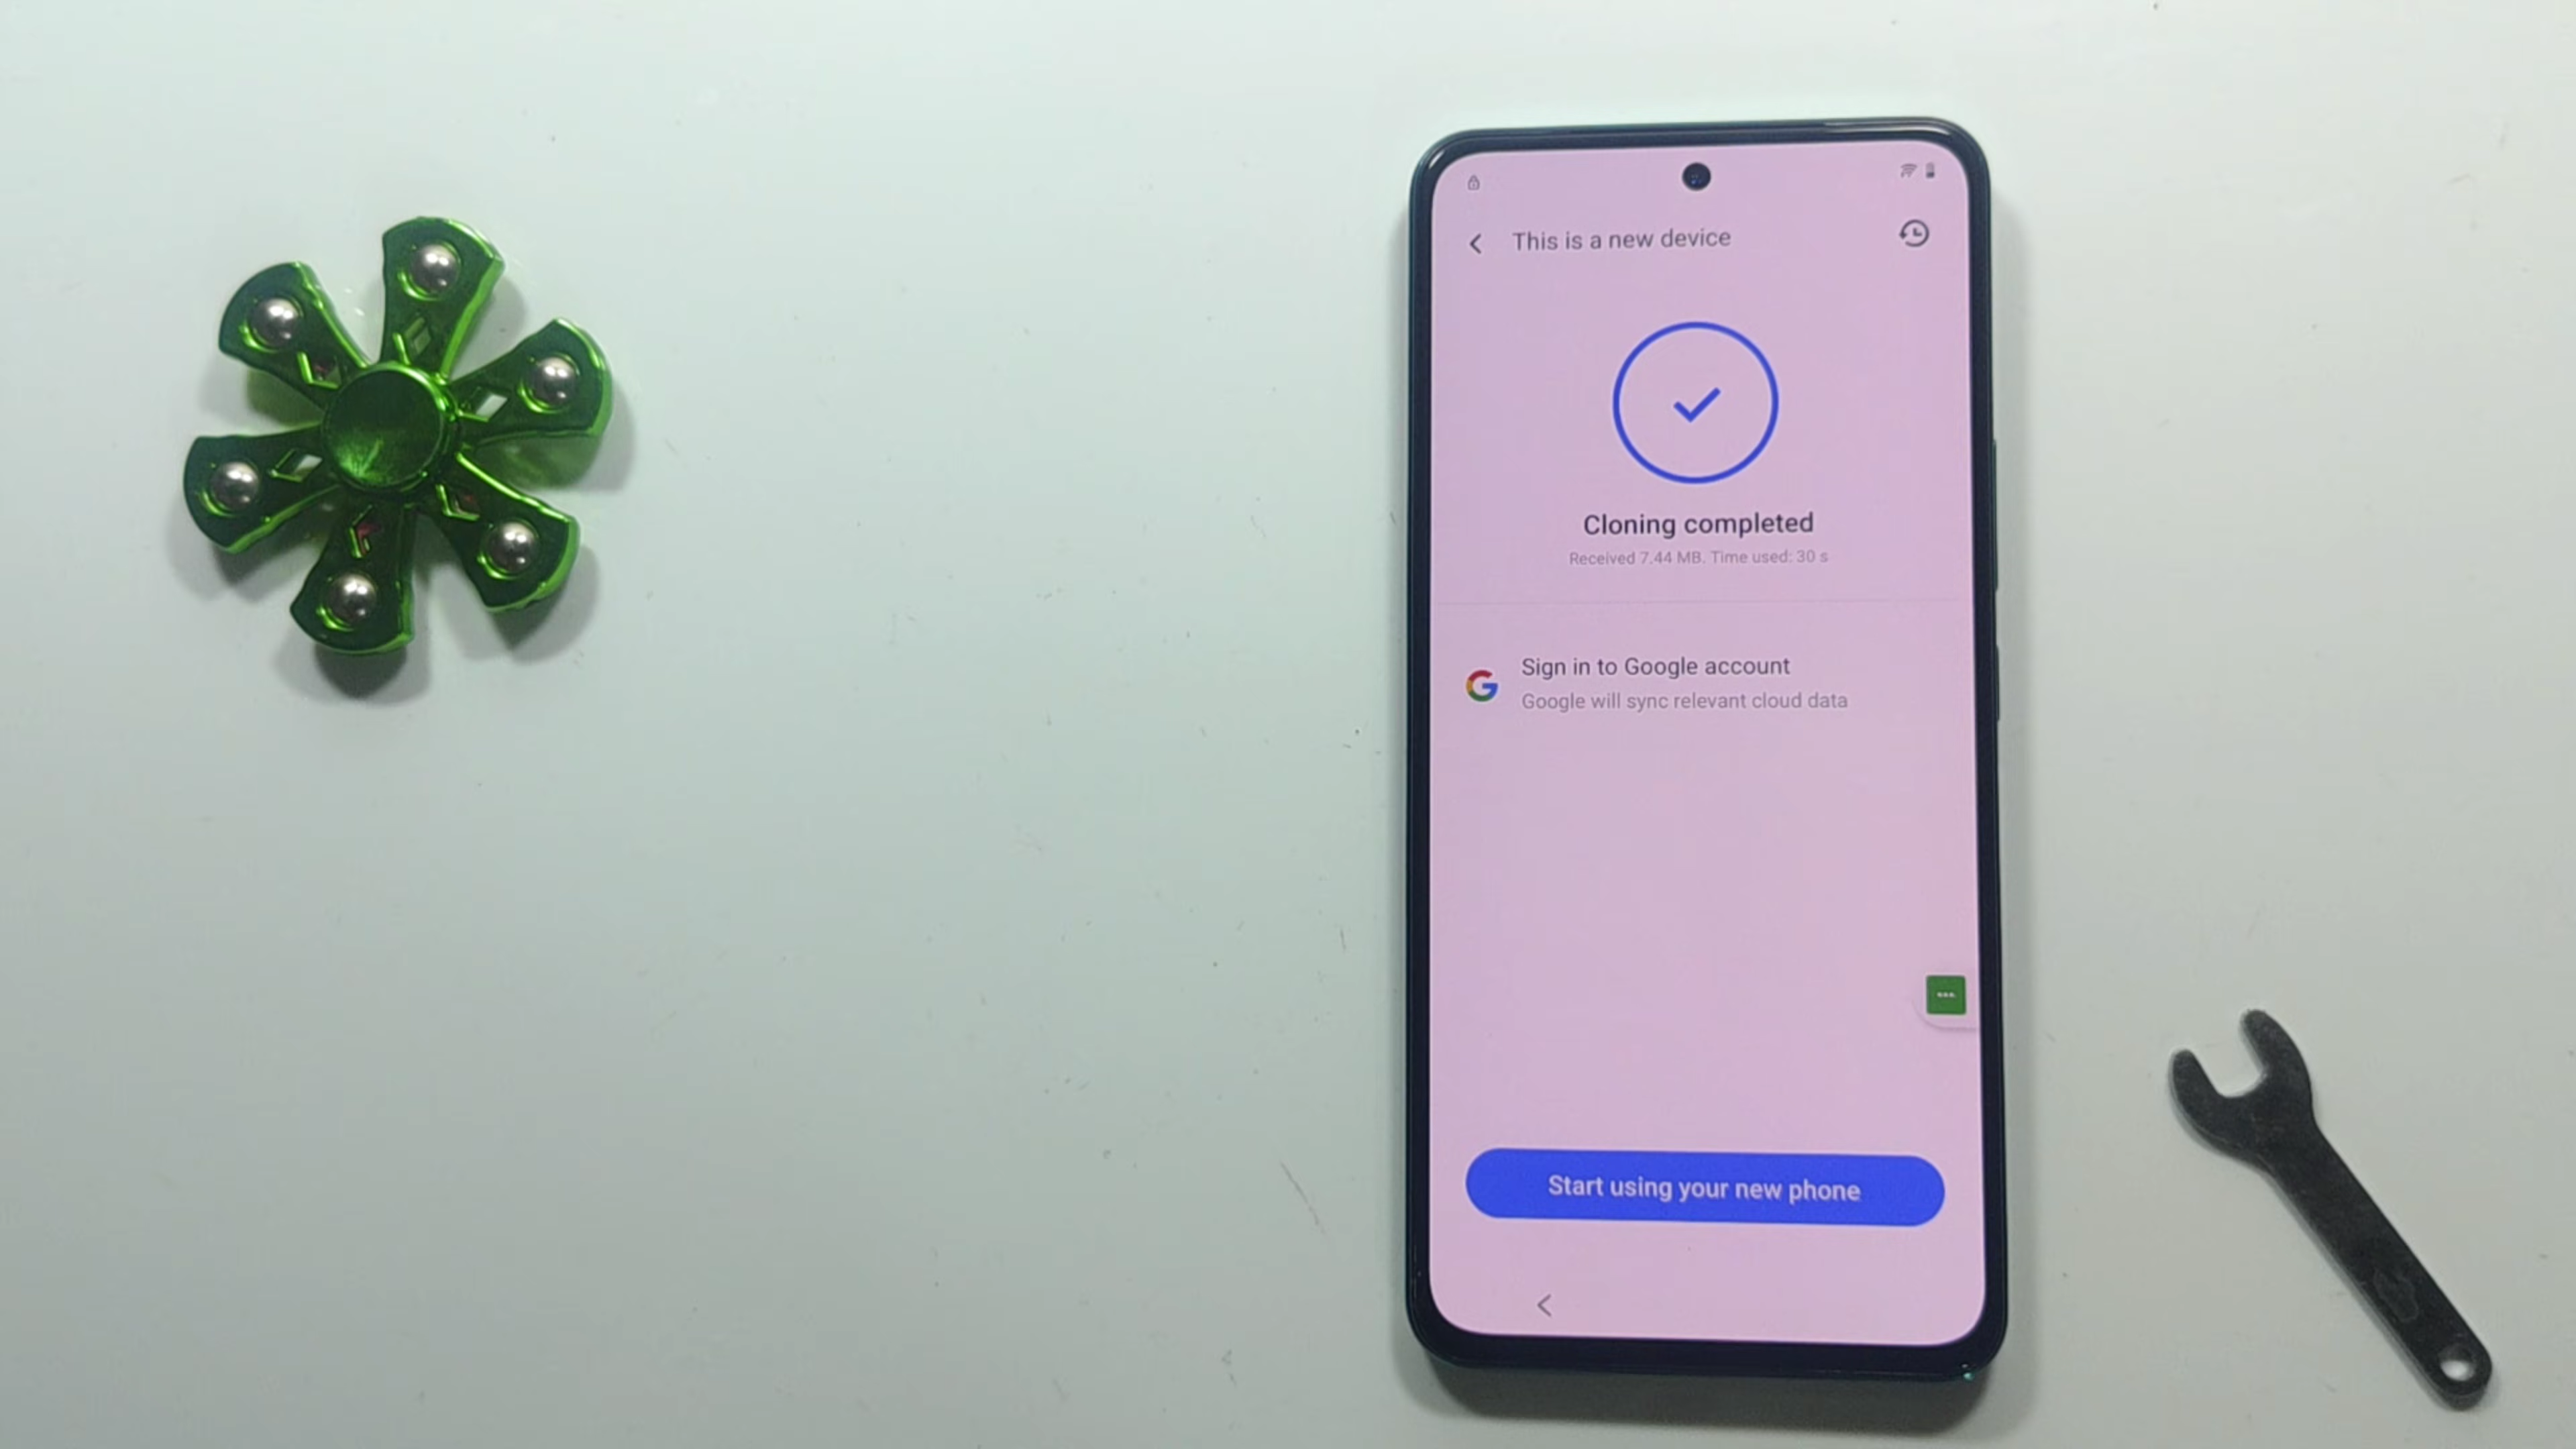 This is a new device
Cloning completed
Received 7.44 MB. Time used: 30 s
Sign in to Google account
Google will sync relevant cloud data
Start using your new phone